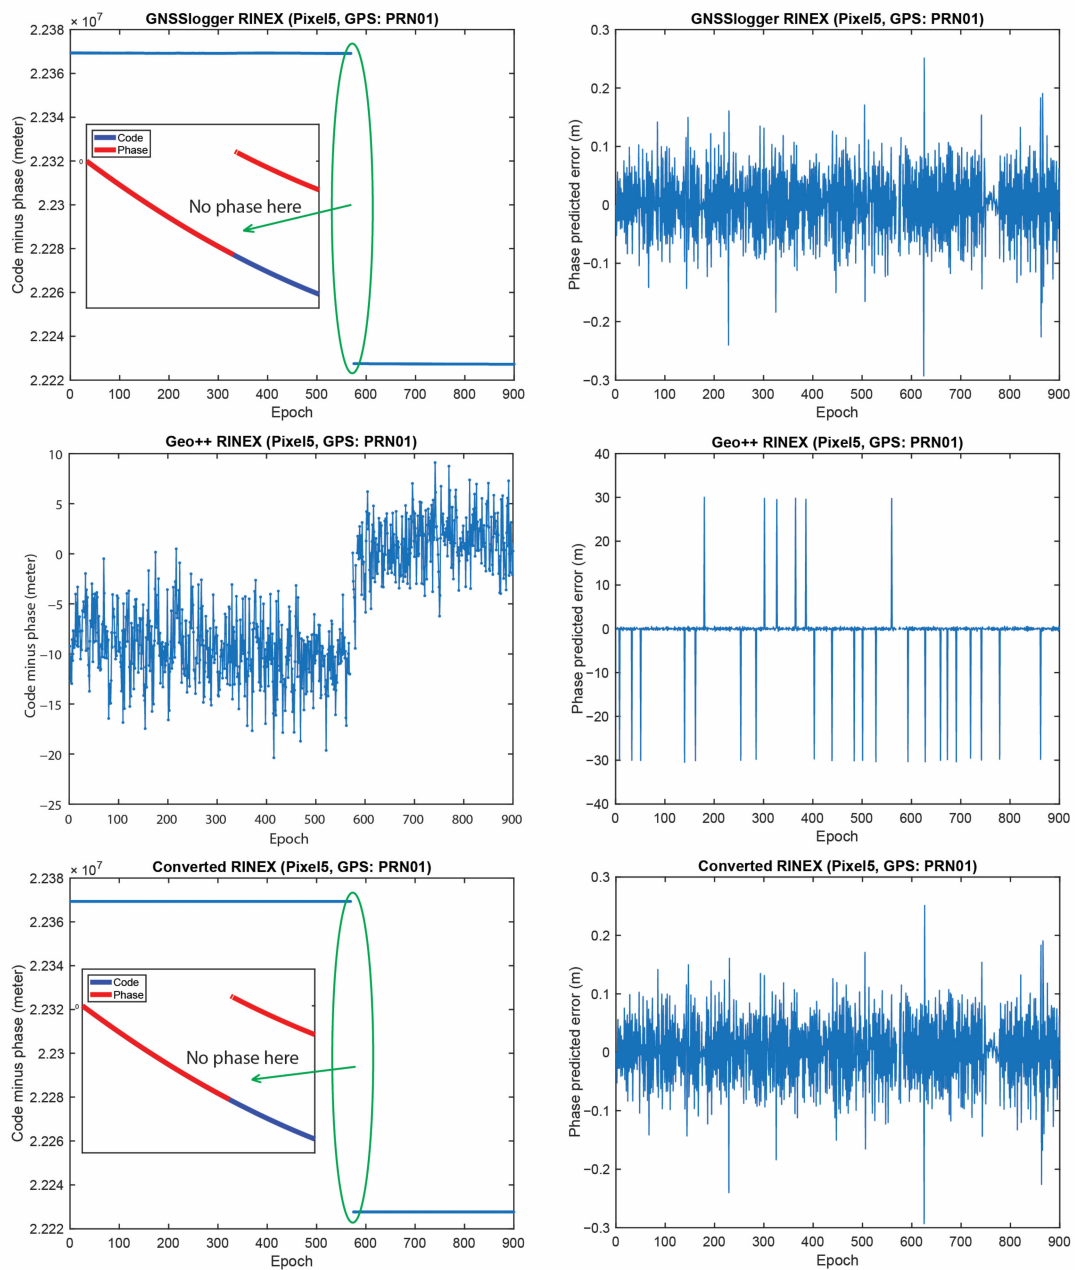 GNSSlogger RINEX (Pixel5, GPS: PRN01)
× 10⁷
2.238
2.236
2.234
2.232
2.23
2.228
2.226
2.224
2.222
Code minus phase (meter)
Code
Phase
0
No phase here
0 100 200 300 400 500 600 700 800 900
Epoch
GNSSlogger RINEX (Pixel5, GPS: PRN01)
0.3
0.2
0.1
0
−0.1
−0.2
−0.3
Phase predicted error (m)
0 100 200 300 400 500 600 700 800 900
Epoch
Geo++ RINEX (Pixel5, GPS: PRN01)
10
5
0
−5
−10
−15
−20
−25
Code minus phase (meter)
0 100 200 300 400 500 600 700 800 900
Epoch
Geo++ RINEX (Pixel5, GPS: PRN01)
40
30
20
10
0
−10
−20
−30
−40
Phase predicted error (m)
0 100 200 300 400 500 600 700 800 900
Epoch
Converted RINEX (Pixel5, GPS: PRN01)
× 10⁷
2.238
2.236
2.234
2.232
2.23
2.228
2.226
2.224
2.222
Code minus phase (meter)
Code
Phase
0
No phase here
0 100 200 300 400 500 600 700 800 900
Epoch
Converted RINEX (Pixel5, GPS: PRN01)
0.3
0.2
0.1
0
−0.1
−0.2
−0.3
Phase predicted error (m)
0 100 200 300 400 500 600 700 800 900
Epoch